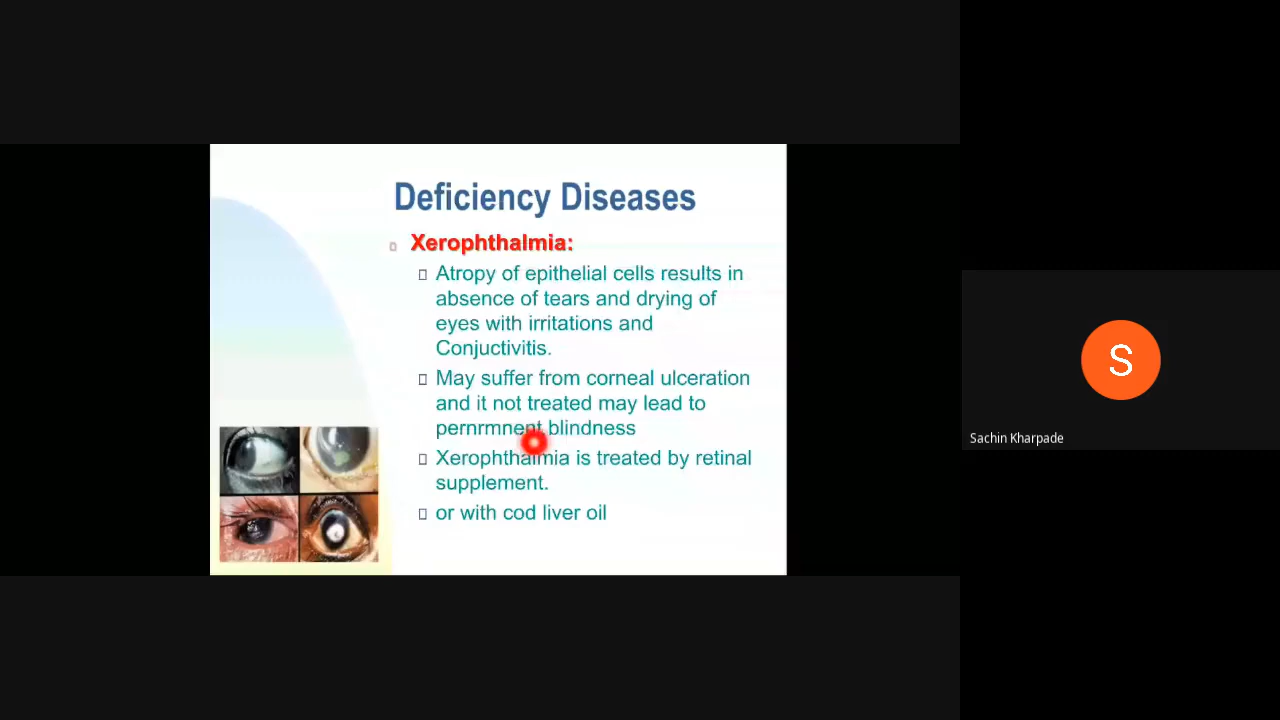 Deficiency Diseases
Xerophthalmia:
Atropy of epithelial cells results in
absence of tears and drying of
eyes with irritations and
Conjuctivitis.
May suffer from corneal ulceration
and it not treated may lead to
pernrmnent blindness
Xerophthalmia is treated by retinal
supplement.
or with cod liver oil
S
Sachin Kharpade